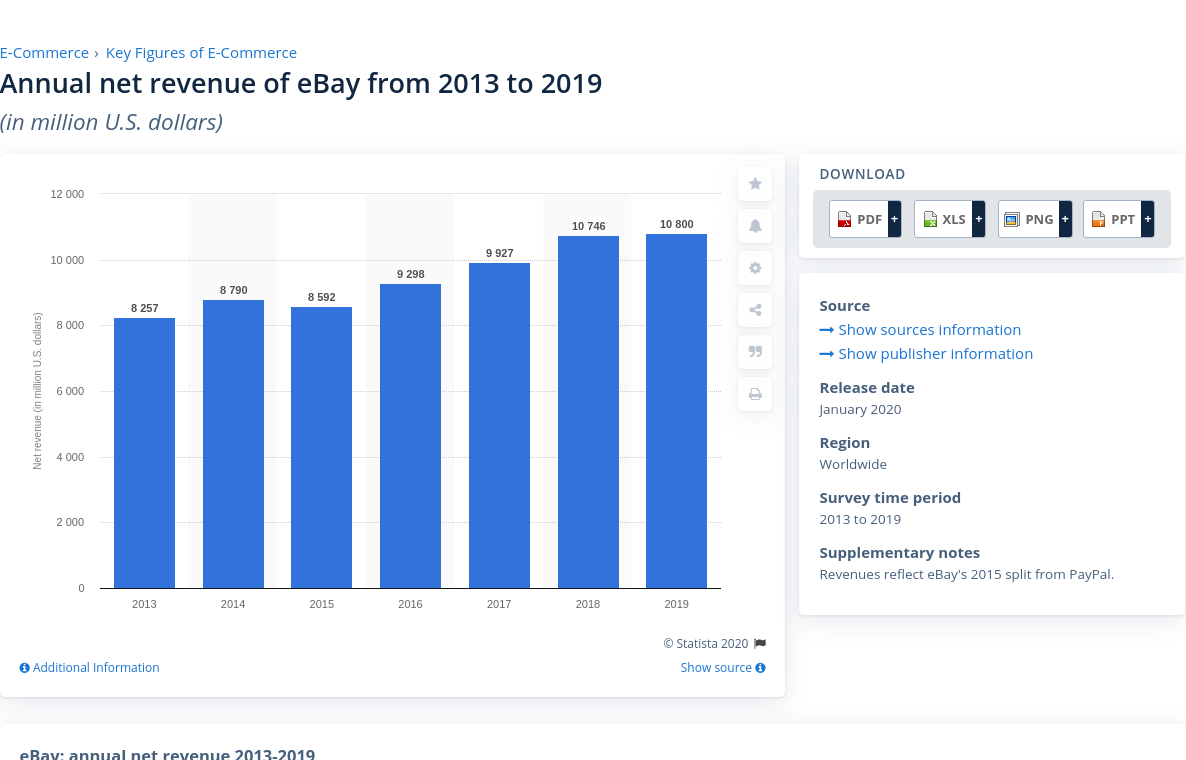 E-Commerce › Key Figures of E-Commerce
Annual net revenue of eBay from 2013 to 2019
(in million U.S. dollars)
Net revenue (in million U.S. dollars)
12 000
10 000
8 000
6 000
4 000
2 000
0
8 257
8 790
8 592
9 298
9 927
10 746
10 800
2013 2014 2015 2016 2017 2018 2019
© Statista 2020
Additional Information
Show source
DOWNLOAD
PDF + XLS + PNG + PPT +
Source
Show sources information
Show publisher information
Release date
January 2020
Region
Worldwide
Survey time period
2013 to 2019
Supplementary notes
Revenues reflect eBay's 2015 split from PayPal.
eBay: annual net revenue 2013-2019